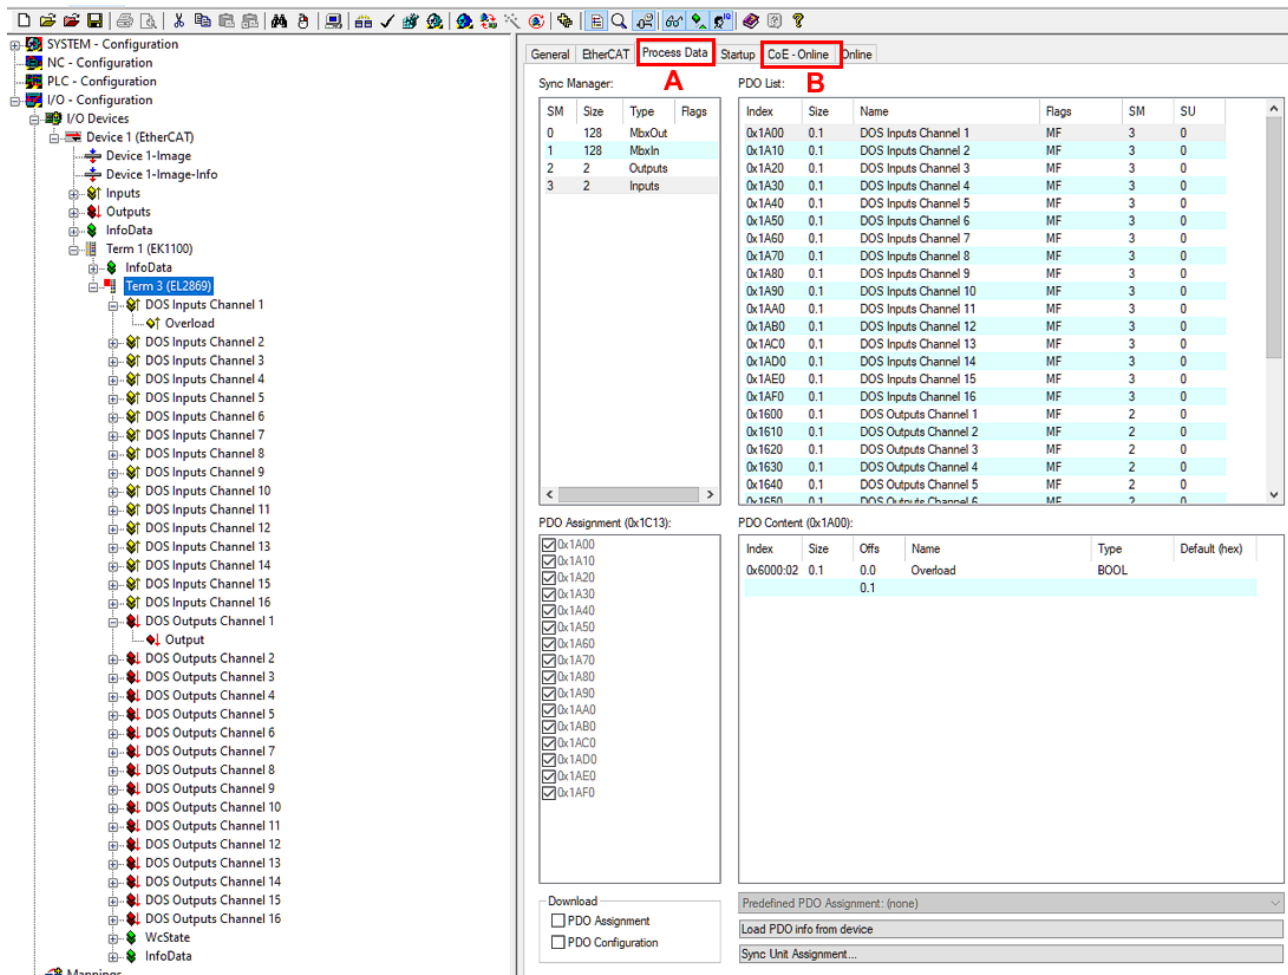 SYSTEM - Configuration
NC - Configuration
PLC - Configuration
I/O - Configuration
I/O Devices
Device 1 (EtherCAT)
Device 1-Image
Device 1-Image-Info
Inputs
Outputs
InfoData
Term 1 (EK1100)
InfoData
Term 3 (EL2869)
DOS Inputs Channel 1
Overload
DOS Inputs Channel 2
DOS Inputs Channel 3
DOS Inputs Channel 4
DOS Inputs Channel 5
DOS Inputs Channel 6
DOS Inputs Channel 7
DOS Inputs Channel 8
DOS Inputs Channel 9
DOS Inputs Channel 10
DOS Inputs Channel 11
DOS Inputs Channel 12
DOS Inputs Channel 13
DOS Inputs Channel 14
DOS Inputs Channel 15
DOS Inputs Channel 16
DOS Outputs Channel 1
Output
DOS Outputs Channel 2
DOS Outputs Channel 3
DOS Outputs Channel 4
DOS Outputs Channel 5
DOS Outputs Channel 6
DOS Outputs Channel 7
DOS Outputs Channel 8
DOS Outputs Channel 9
DOS Outputs Channel 10
DOS Outputs Channel 11
DOS Outputs Channel 12
DOS Outputs Channel 13
DOS Outputs Channel 14
DOS Outputs Channel 15
DOS Outputs Channel 16
WcState
InfoData
Mappings
General EtherCAT Process Data Startup CoE - Online Online
A B
Sync Manager:
SM Size Type Flags
0 128 MbxOut
1 128 MbxIn
2 2 Outputs
3 2 Inputs
PDO List:
Index Size Name Flags SM SU
0x1A00 0.1 DOS Inputs Channel 1 MF 3 0
0x1A10 0.1 DOS Inputs Channel 2 MF 3 0
0x1A20 0.1 DOS Inputs Channel 3 MF 3 0
0x1A30 0.1 DOS Inputs Channel 4 MF 3 0
0x1A40 0.1 DOS Inputs Channel 5 MF 3 0
0x1A50 0.1 DOS Inputs Channel 6 MF 3 0
0x1A60 0.1 DOS Inputs Channel 7 MF 3 0
0x1A70 0.1 DOS Inputs Channel 8 MF 3 0
0x1A80 0.1 DOS Inputs Channel 9 MF 3 0
0x1A90 0.1 DOS Inputs Channel 10 MF 3 0
0x1AA0 0.1 DOS Inputs Channel 11 MF 3 0
0x1AB0 0.1 DOS Inputs Channel 12 MF 3 0
0x1AC0 0.1 DOS Inputs Channel 13 MF 3 0
0x1AD0 0.1 DOS Inputs Channel 14 MF 3 0
0x1AE0 0.1 DOS Inputs Channel 15 MF 3 0
0x1AF0 0.1 DOS Inputs Channel 16 MF 3 0
0x1600 0.1 DOS Outputs Channel 1 MF 2 0
0x1610 0.1 DOS Outputs Channel 2 MF 2 0
0x1620 0.1 DOS Outputs Channel 3 MF 2 0
0x1630 0.1 DOS Outputs Channel 4 MF 2 0
0x1640 0.1 DOS Outputs Channel 5 MF 2 0
0x1650 0.1 DOS Outputs Channel 6 MF 2 0
PDO Assignment (0x1C13):
0x1A00
0x1A10
0x1A20
0x1A30
0x1A40
0x1A50
0x1A60
0x1A70
0x1A80
0x1A90
0x1AA0
0x1AB0
0x1AC0
0x1AD0
0x1AE0
0x1AF0
PDO Content (0x1A00):
Index Size Offs Name Type Default (hex)
0x6000:02 0.1 0.0 Overload BOOL
0.1
Download
PDO Assignment
PDO Configuration
Predefined PDO Assignment: (none)
Load PDO info from device
Sync Unit Assignment...